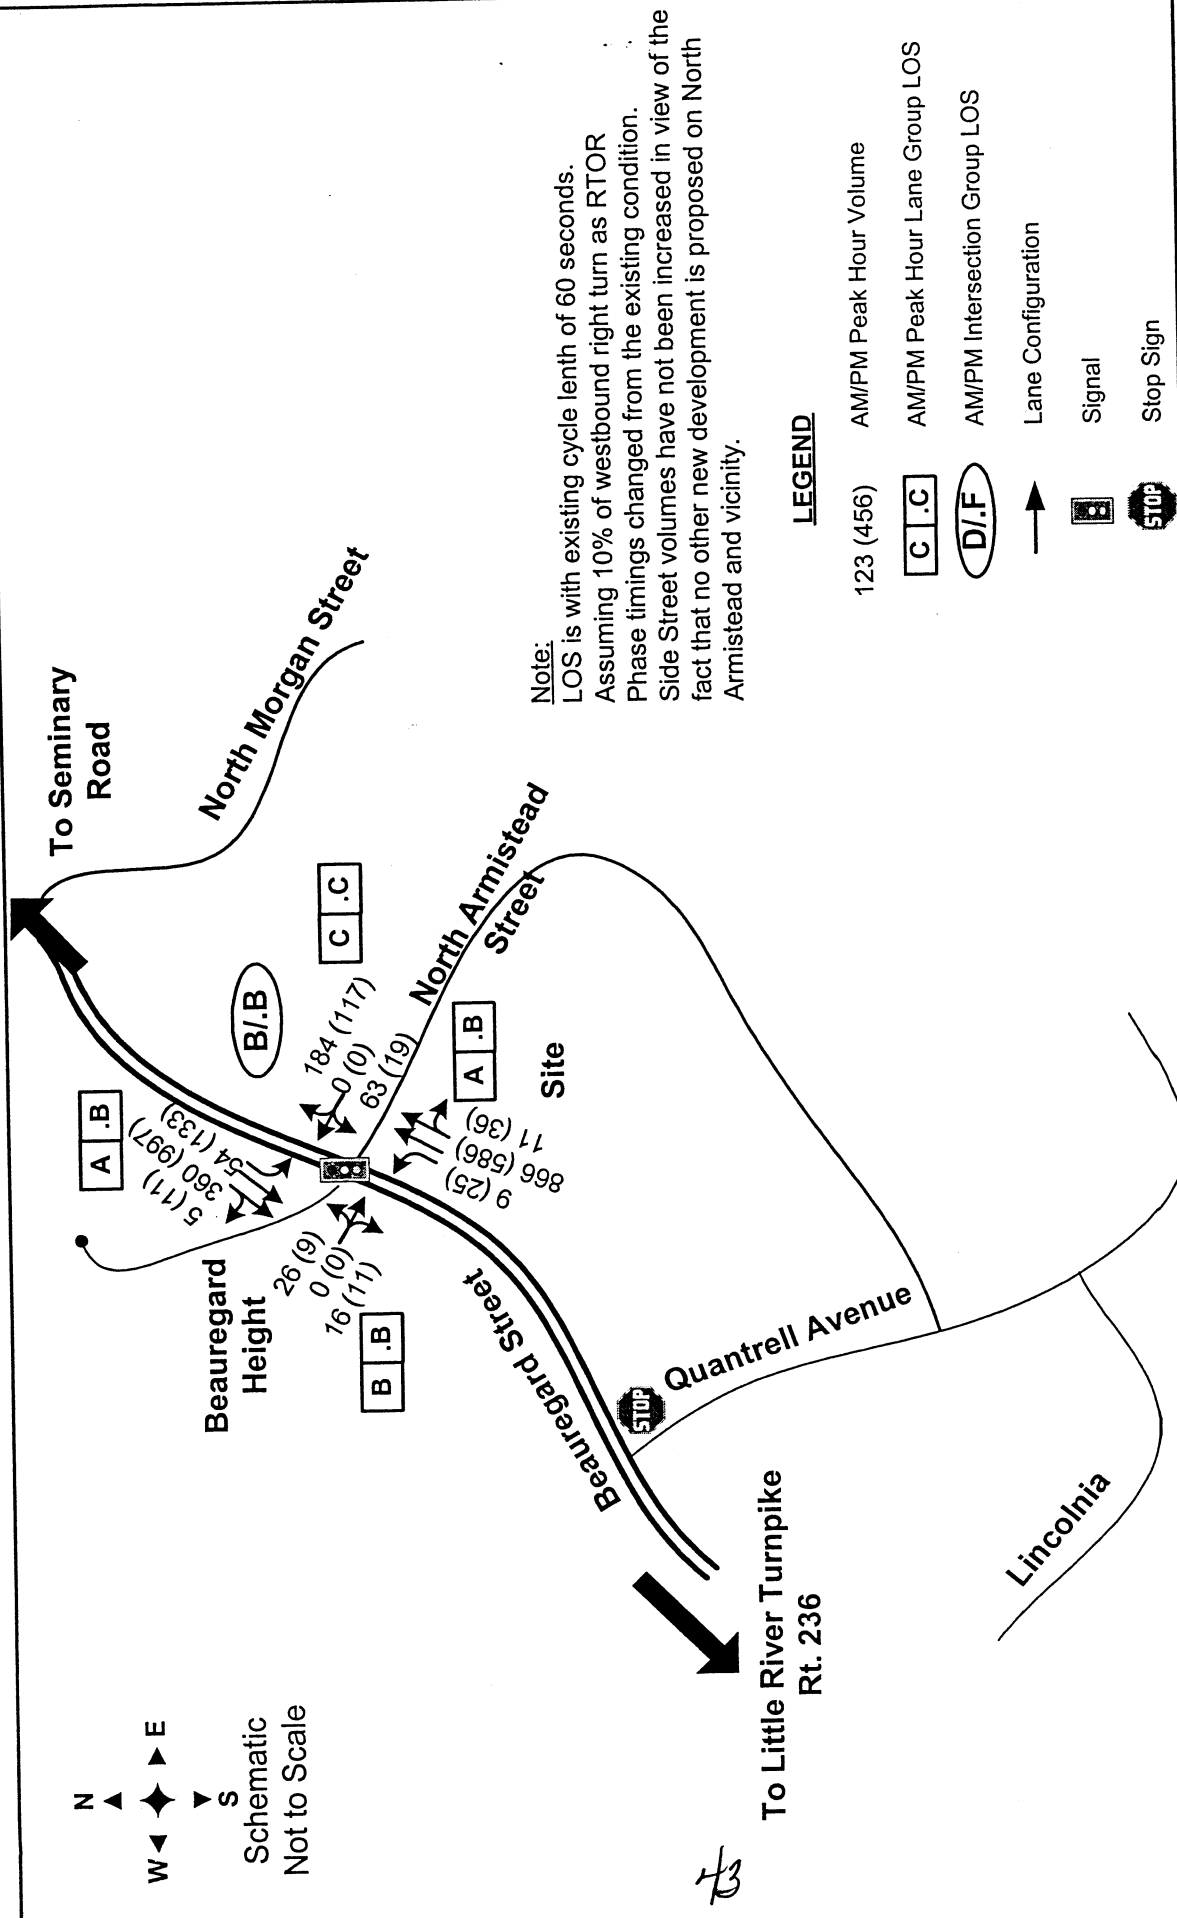 N
W E
S
Schematic
Not to Scale
To Seminary
Road
North Morgan Street
A .B
5 (11)
360 (997)
54 (133)
B/.B
C .C
184 (117)
0 (0)
63 (19)
North Armistead
Street
Beauregard
Height
26 (9)
0 (0)
16 (11)
B .B
9 (25)
866 (586)
11 (36)
A .B
Site
Beauregard Street
STOP
Quantrell Avenue
To Little River Turnpike
Rt. 236
Lincolnia
Note:
LOS is with existing cycle lenth of 60 seconds.
Assuming 10% of westbound right turn as RTOR
Phase timings changed from the existing condition.
Side Street volumes have not been increased in view of the
fact that no other new development is proposed on North
Armistead and vicinity.
LEGEND
123 (456) AM/PM Peak Hour Volume
C .C AM/PM Peak Hour Lane Group LOS
D/.F AM/PM Intersection Group LOS
Lane Configuration
Signal
STOP Stop Sign
43